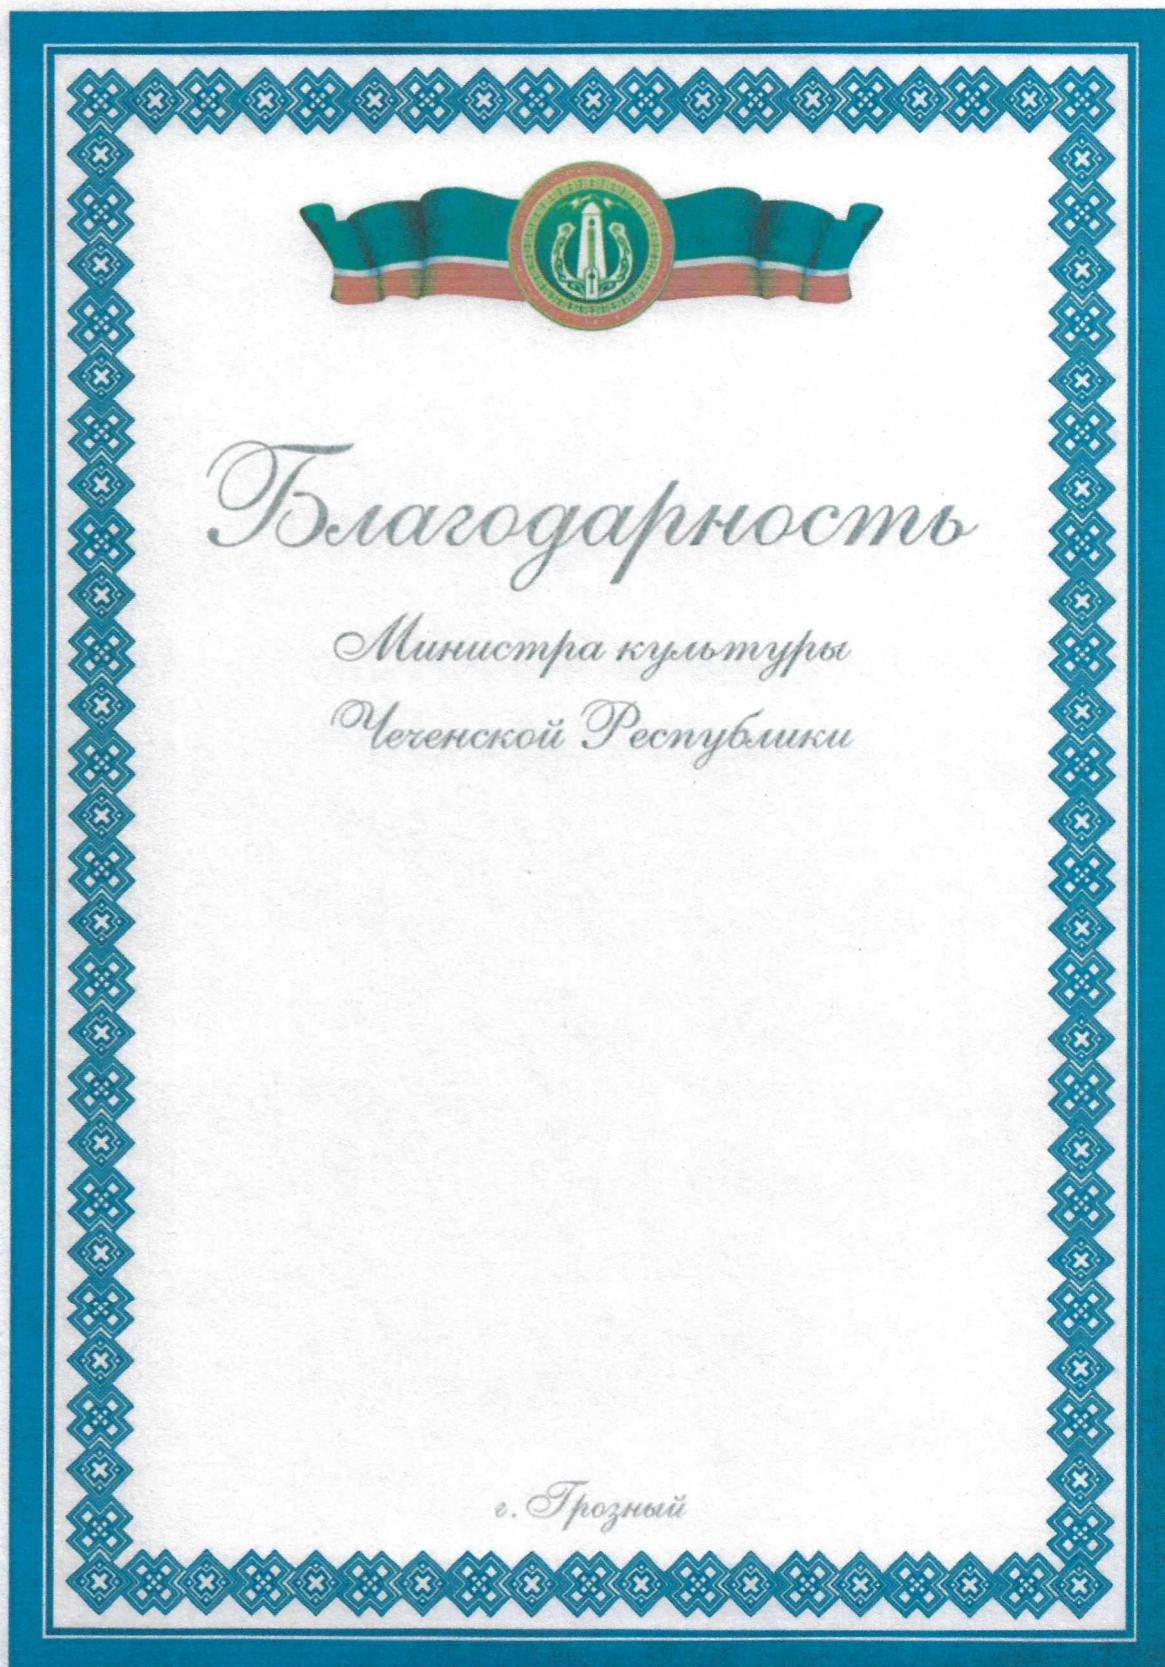 Благодарность
Министра культуры
Чеченской Республики
г. Грозный